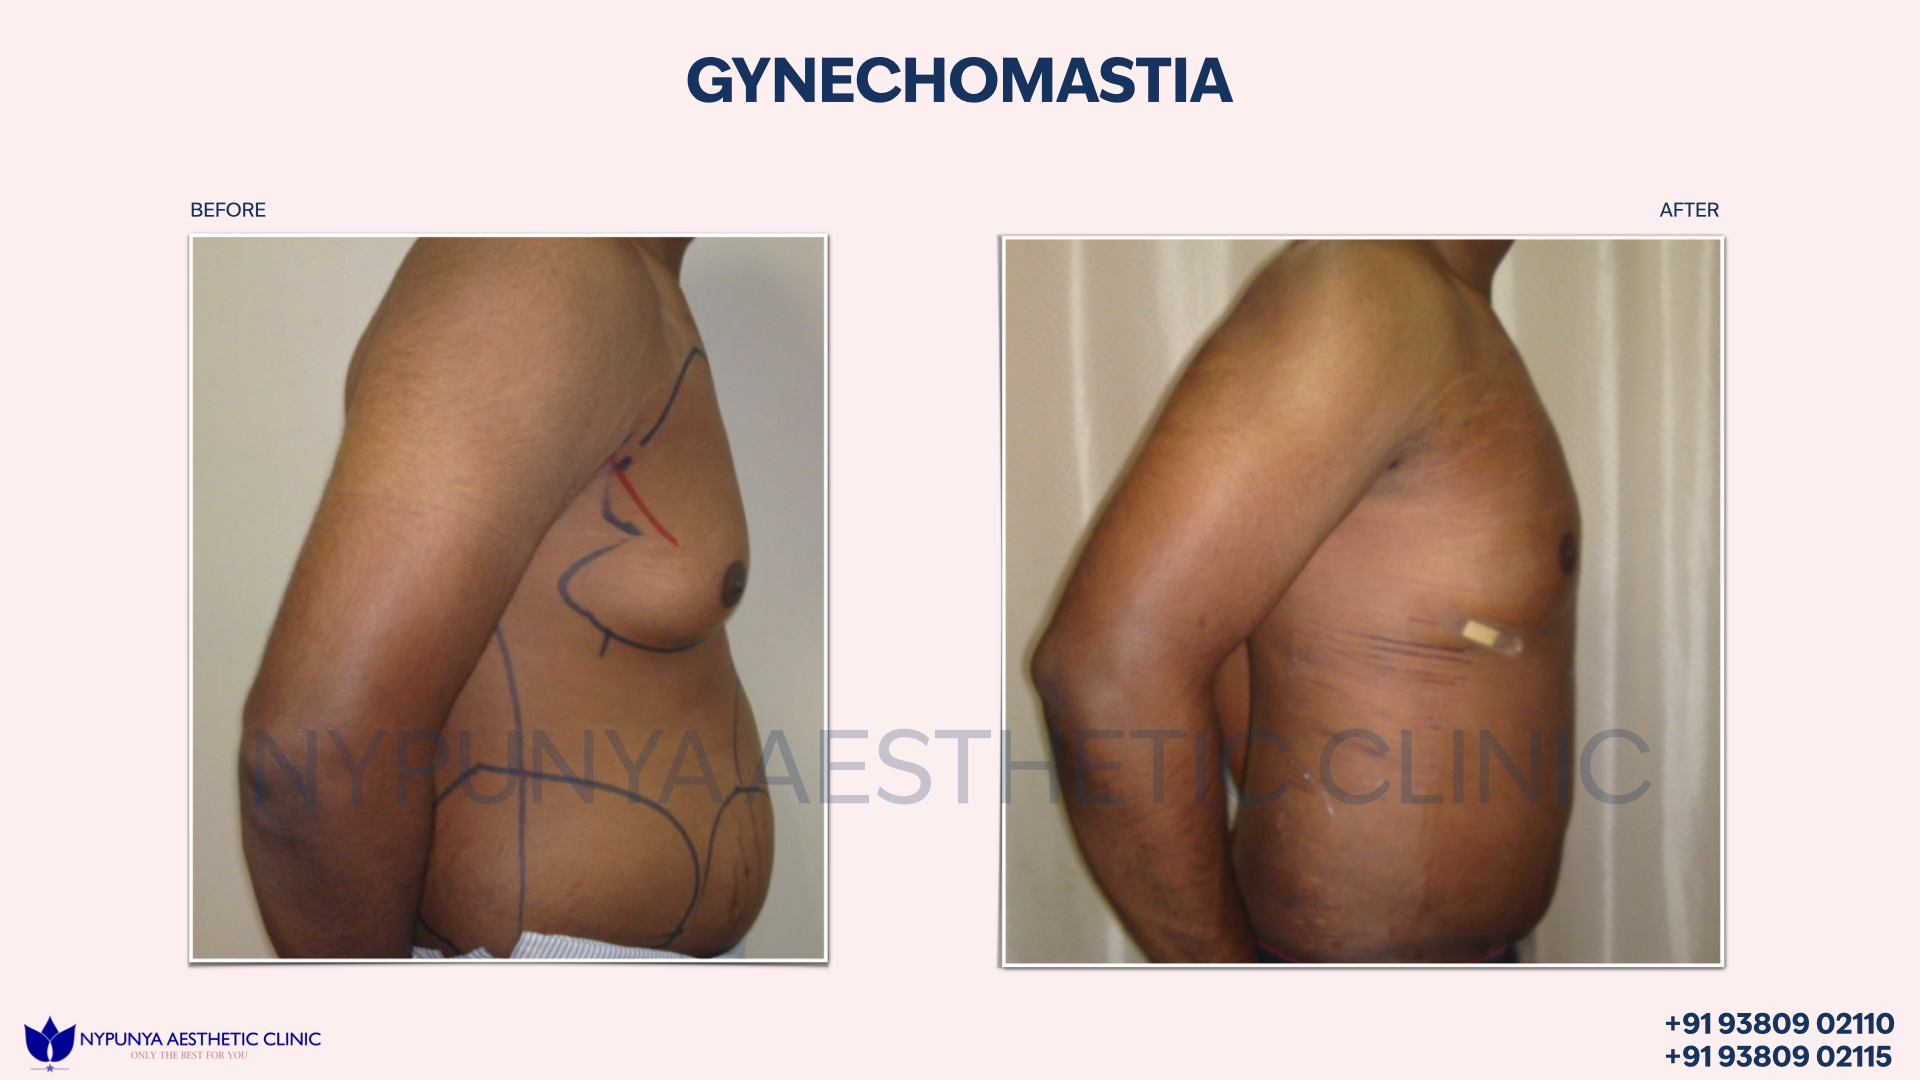 GYNECHOMASTIA
BEFORE
AFTER
NYPUNYA AESTHETIC CLINIC
NYPUNYA AESTHETIC CLINIC
ONLY THE BEST FOR YOU
+91 93809 02110
+91 93809 02115